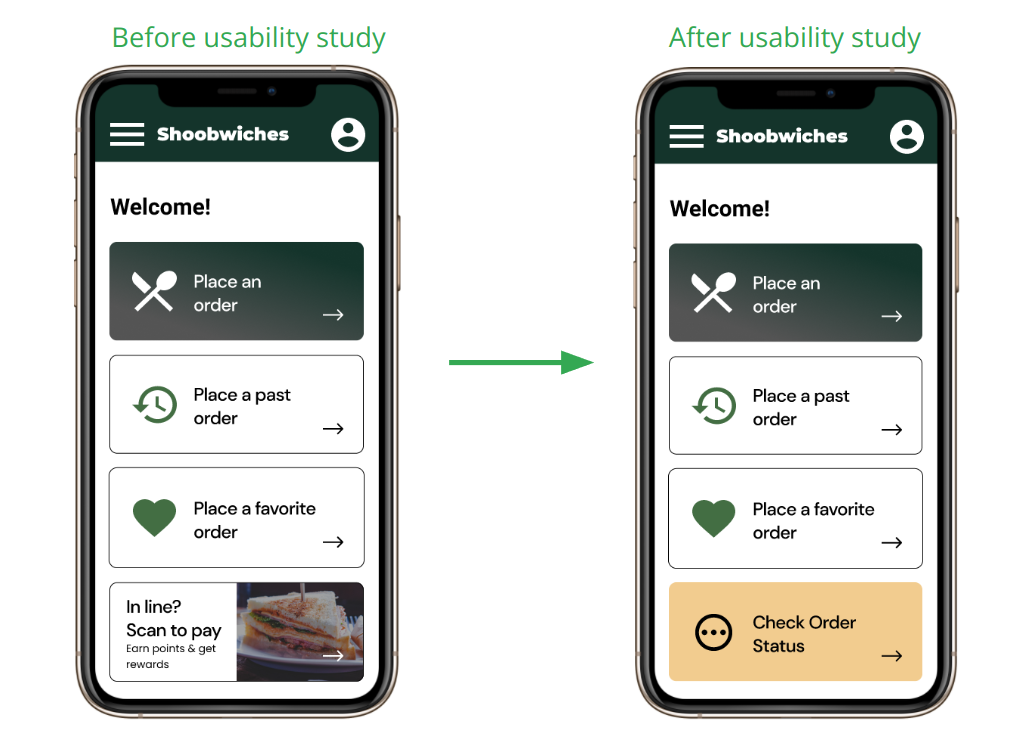 Before usability study
Shoobwiches
Welcome!
Place an
order
Place a past
order
Place a favorite
order
In line?
Scan to pay
Earn points & get
rewards
After usability study
Shoobwiches
Welcome!
Place an
order
Place a past
order
Place a favorite
order
Check Order
Status